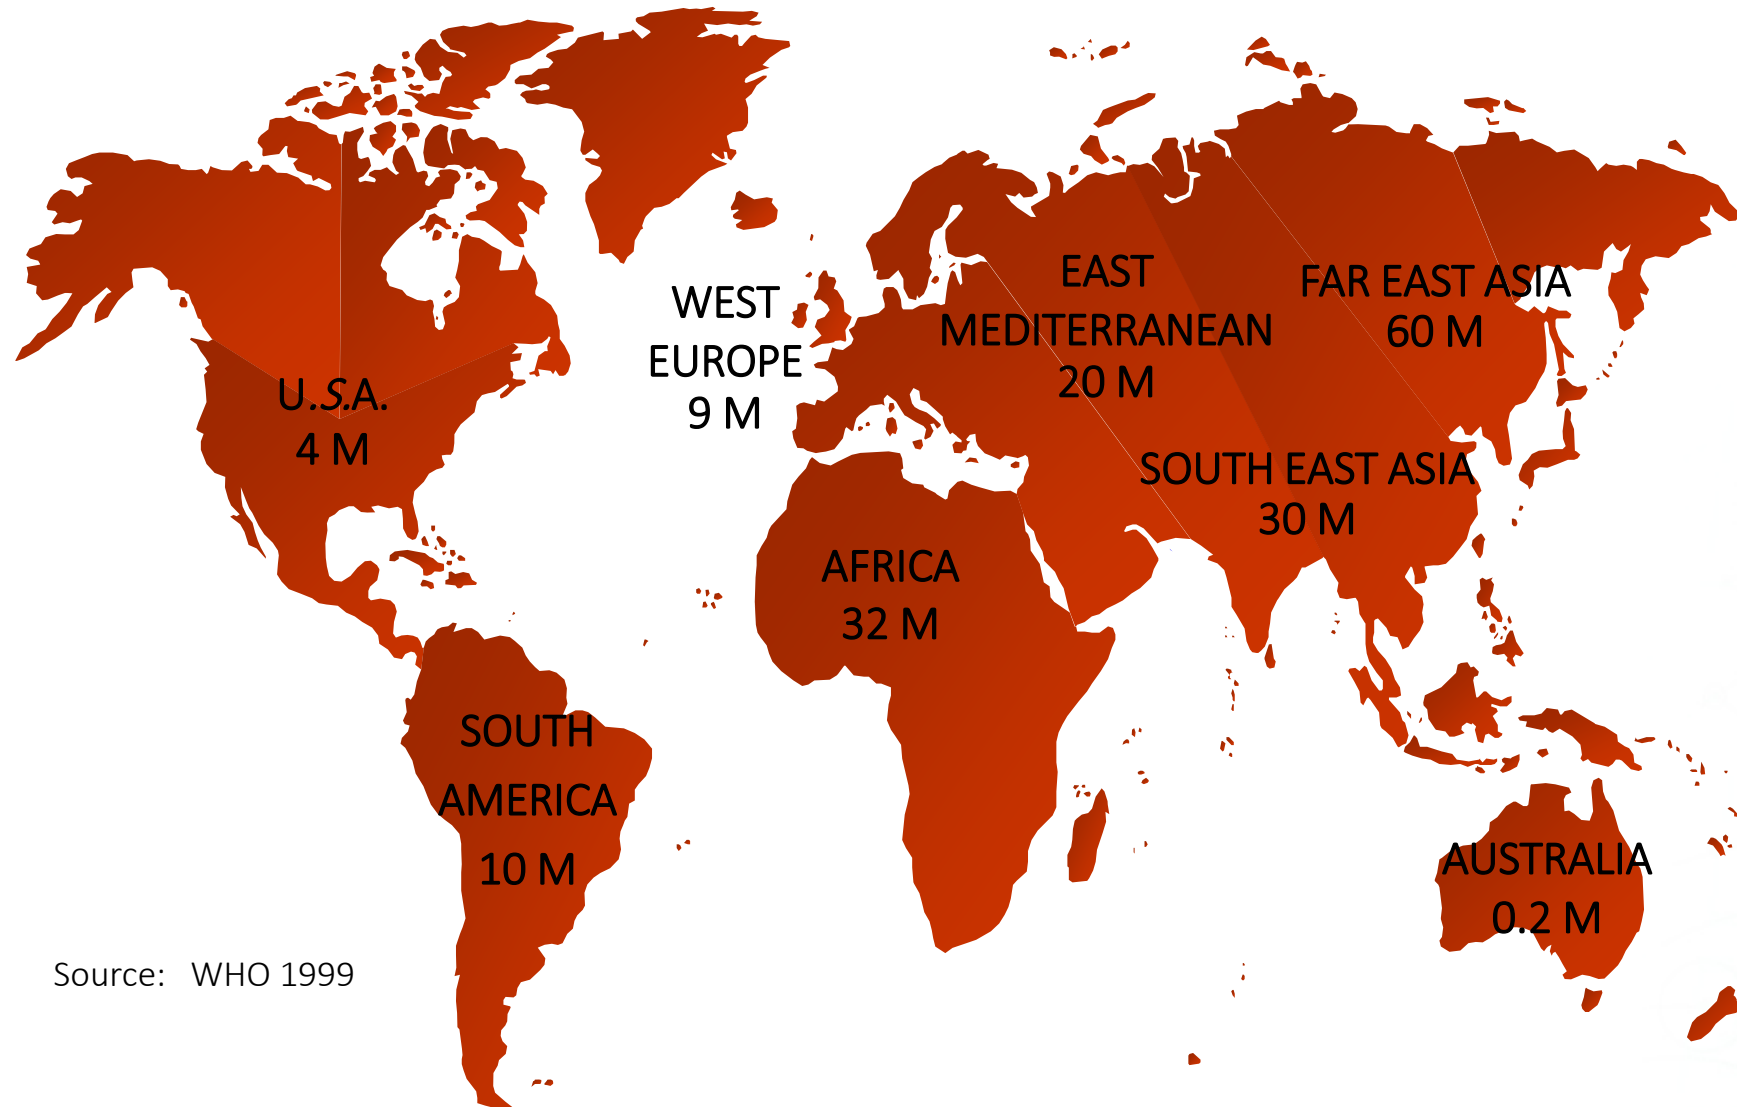 WEST
EUROPE
9 M
EAST
MEDITERRANEAN
20 M
FAR EAST ASIA
60 M
U.S.A.
4 M
SOUTH EAST ASIA
30 M
AFRICA
32 M
SOUTH
AMERICA
10 M
AUSTRALIA
0.2 M
Source: WHO 1999